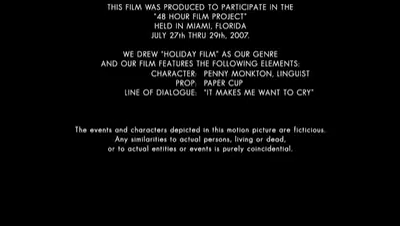 THIS FILM WAS PRODUCED TO PARTICIPATE IN THE
"48 HOUR FILM PROJECT"
HELD IN MIAMI, FLORIDA
JULY 27th THRU 29th, 2007.
WE DREW "HOLIDAY FILM" AS OUR GENRE
AND OUR FILM FEATURES THE FOLLOWING ELEMENTS:
CHARACTER: PENNY MONKTON, LINGUIST
PROP: PAPER CUP
LINE OF DIALOGUE: "IT MAKES ME WANT TO CRY"
The events and characters depicted in this motion picture are ficticious.
Any similarities to actual persons, living or dead,
or to actual entities or events is purely coincidental.